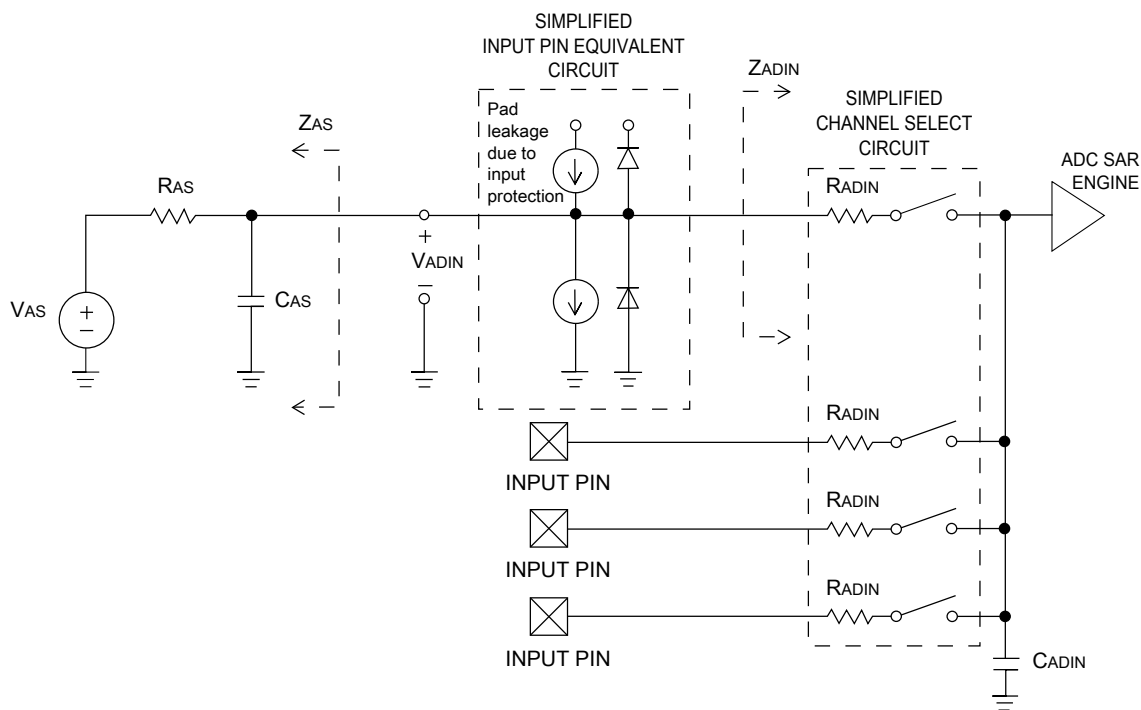 SIMPLIFIED
INPUT PIN EQUIVALENT
CIRCUIT
ZADIN
SIMPLIFIED
CHANNEL SELECT
CIRCUIT
Pad
leakage
due to
input
protection
ZAS
RAS
RADIN
ADC SAR
ENGINE
+
VADIN
–
VAS
+
–
CAS
RADIN
INPUT PIN
RADIN
INPUT PIN
RADIN
INPUT PIN
CADIN